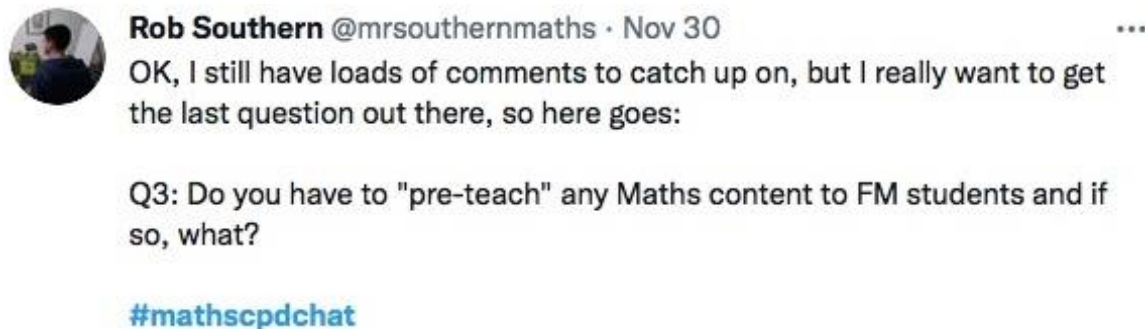 Rob Southern @mrsouthernmaths · Nov 30
OK, I still have loads of comments to catch up on, but I really want to get
the last question out there, so here goes:
Q3: Do you have to "pre-teach" any Maths content to FM students and if
so, what?
#mathscpdchat